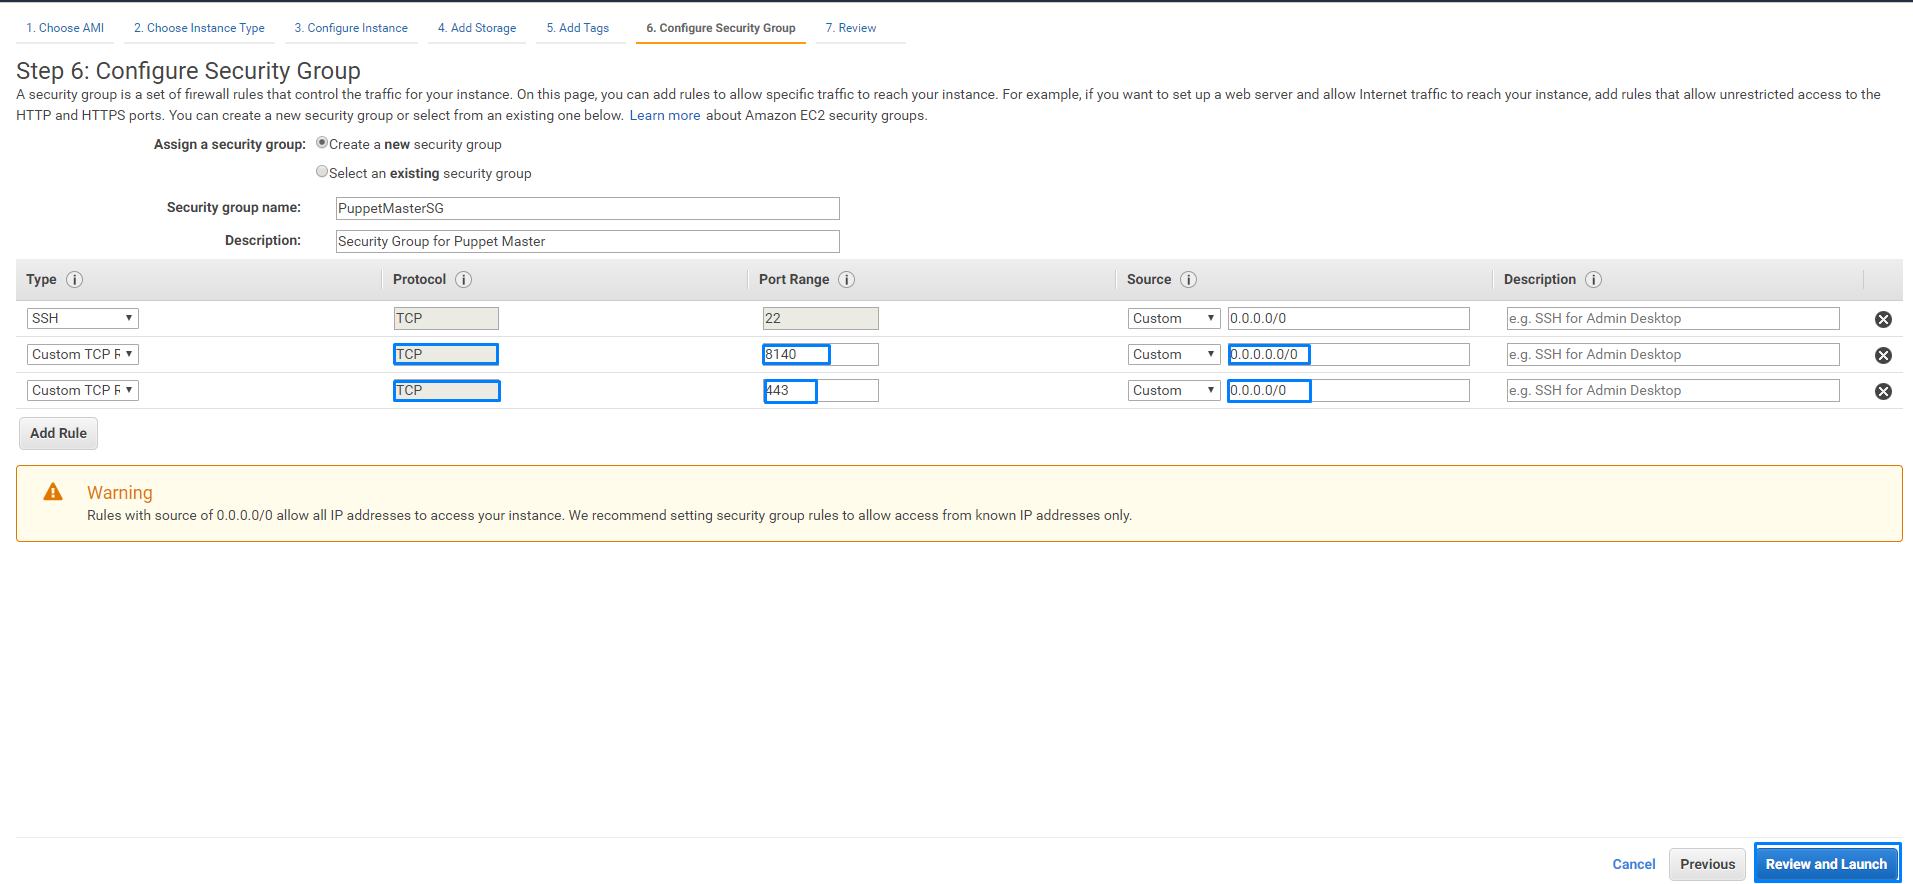 1. Choose AMI 2. Choose Instance Type 3. Configure Instance 4. Add Storage 5. Add Tags 6. Configure Security Group 7. Review
Step 6: Configure Security Group
A security group is a set of firewall rules that control the traffic for your instance. On this page, you can add rules to allow specific traffic to reach your instance. For example, if you want to set up a web server and allow Internet traffic to reach your instance, add rules that allow unrestricted access to the
HTTP and HTTPS ports. You can create a new security group or select from an existing one below. Learn more about Amazon EC2 security groups.
Assign a security group: Create a new security group
Select an existing security group
Security group name: PuppetMasterSG
Description: Security Group for Puppet Master
Type i Protocol i Port Range i Source i Description i
SSH TCP 22 Custom 0.0.0.0/0 e.g. SSH for Admin Desktop
Custom TCP R TCP 8140 Custom 0.0.0.0.0/0 e.g. SSH for Admin Desktop
Custom TCP R TCP 443 Custom 0.0.0.0/0 e.g. SSH for Admin Desktop
Add Rule
Warning
Rules with source of 0.0.0.0/0 allow all IP addresses to access your instance. We recommend setting security group rules to allow access from known IP addresses only.
Cancel Previous Review and Launch